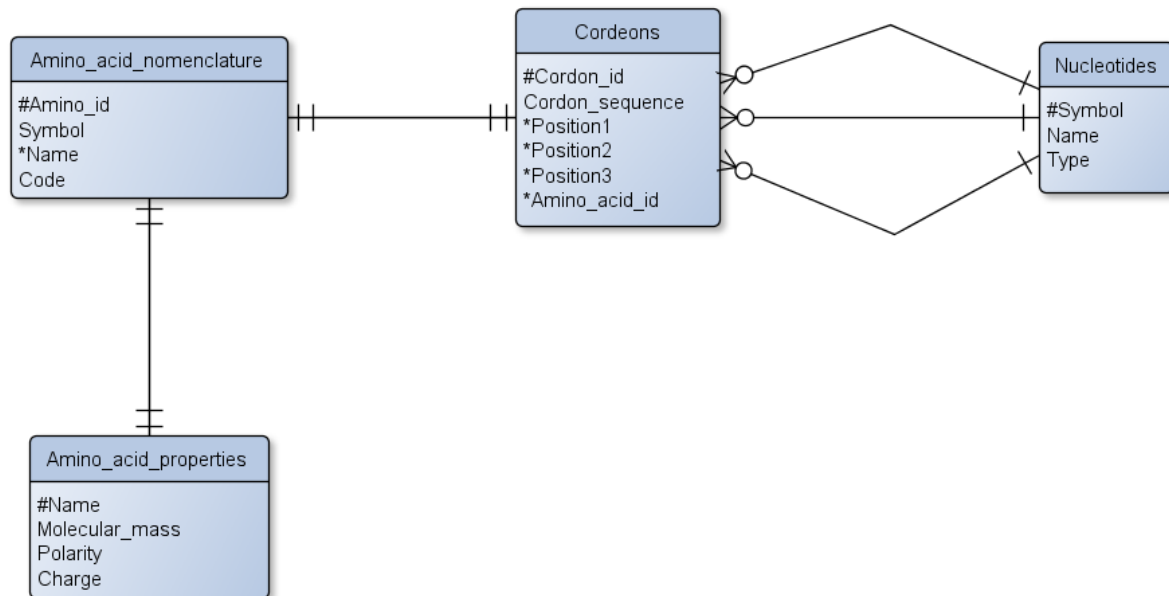 Amino_acid_nomenclature
#Amino_id
Symbol
*Name
Code
Cordeons
#Cordon_id
Cordon_sequence
*Position1
*Position2
*Position3
*Amino_acid_id
Nucleotides
#Symbol
Name
Type
Amino_acid_properties
#Name
Molecular_mass
Polarity
Charge